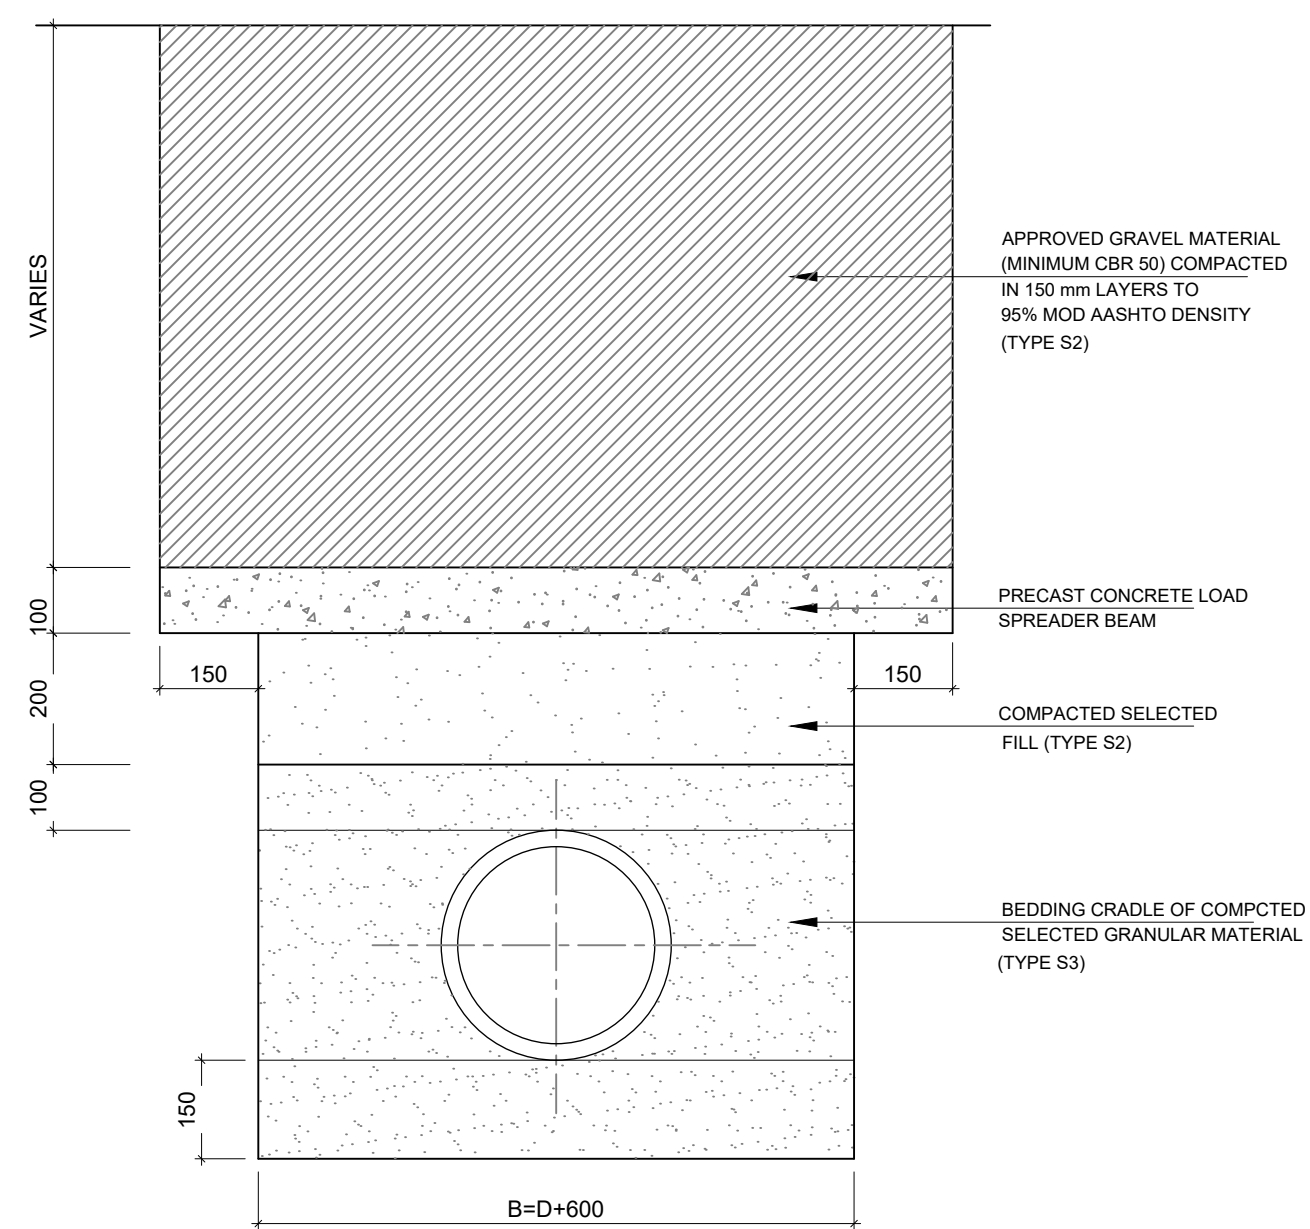 VARIES
APPROVED GRAVEL MATERIAL
(MINIMUM CBR 50) COMPACTED
IN 150 mm LAYERS TO
95% MOD AASHTO DENSITY
(TYPE S2)
100
PRECAST CONCRETE LOAD
SPREADER BEAM
150
150
200
COMPACTED SELECTED
FILL (TYPE S2)
100
BEDDING CRADLE OF COMPCTED
SELECTED GRANULAR MATERIAL
(TYPE S3)
150
B=D+600